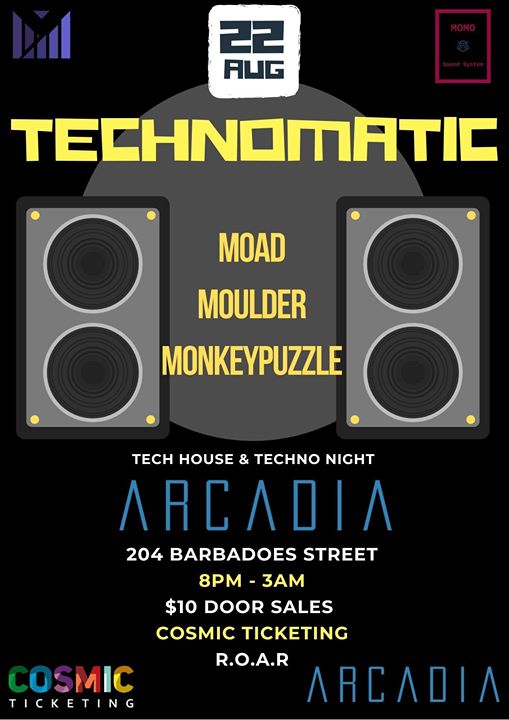 22
AUG
MOMO
Sound System
TECHNOMATIC
MOAD
MOULDER
MONKEYPUZZLE
TECH HOUSE & TECHNO NIGHT
ARCADIA
204 BARBADOES STREET
8PM - 3AM
$10 DOOR SALES
COSMIC TICKETING
R.O.A.R
COSMIC
TICKETING
ARCADIA